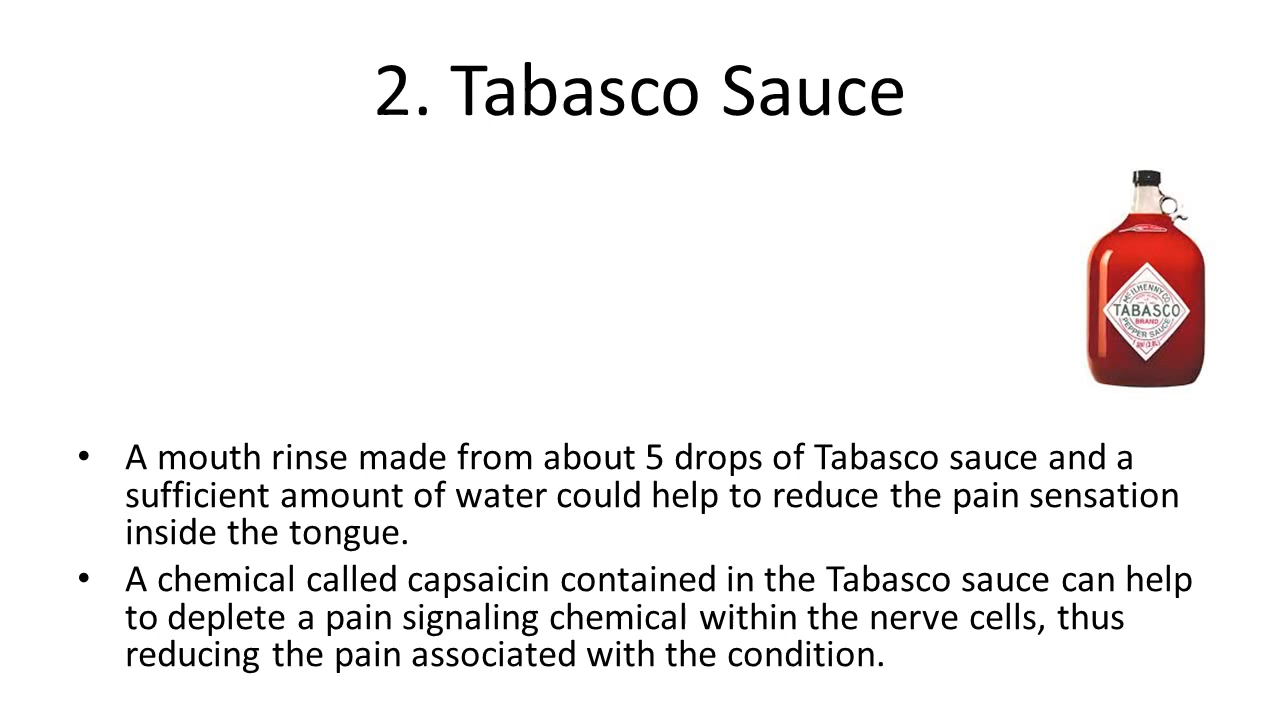 2. Tabasco Sauce
McILHENNY CO.
TABASCO
BRAND
PEPPER SAUCE
• A mouth rinse made from about 5 drops of Tabasco sauce and a
sufficient amount of water could help to reduce the pain sensation
inside the tongue.
• A chemical called capsaicin contained in the Tabasco sauce can help
to deplete a pain signaling chemical within the nerve cells, thus
reducing the pain associated with the condition.